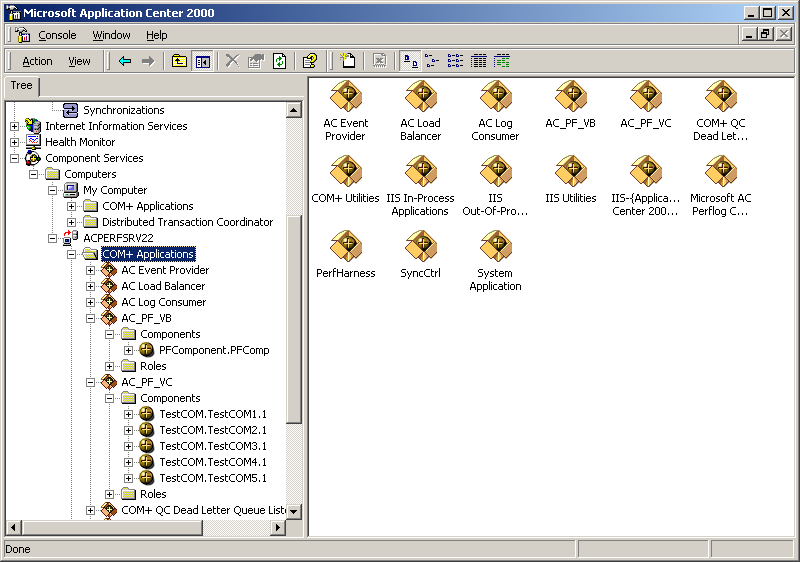 Microsoft Application Center 2000
Console Window Help
Action View
Tree
Synchronizations
Internet Information Services
Health Monitor
Component Services
Computers
My Computer
COM+ Applications
Distributed Transaction Coordinator
ACPERFSRV22
COM+ Applications
AC Event Provider
AC Load Balancer
AC Log Consumer
AC_PF_VB
Components
PFComponent.PFComp
Roles
AC_PF_VC
Components
TestCOM.TestCOM1.1
TestCOM.TestCOM2.1
TestCOM.TestCOM3.1
TestCOM.TestCOM4.1
TestCOM.TestCOM5.1
Roles
COM+ QC Dead Letter Queue Liste
AC Event
Provider
AC Load
Balancer
AC Log
Consumer
AC_PF_VB
AC_PF_VC
COM+ QC
Dead Let...
COM+ Utilities
IIS In-Process
Applications
IIS
Out-Of-Pro...
IIS Utilities
IIS-{Applica...
Center 200...
Microsoft AC
Perflog C...
PerfHarness
SyncCtrl
System
Application
Done